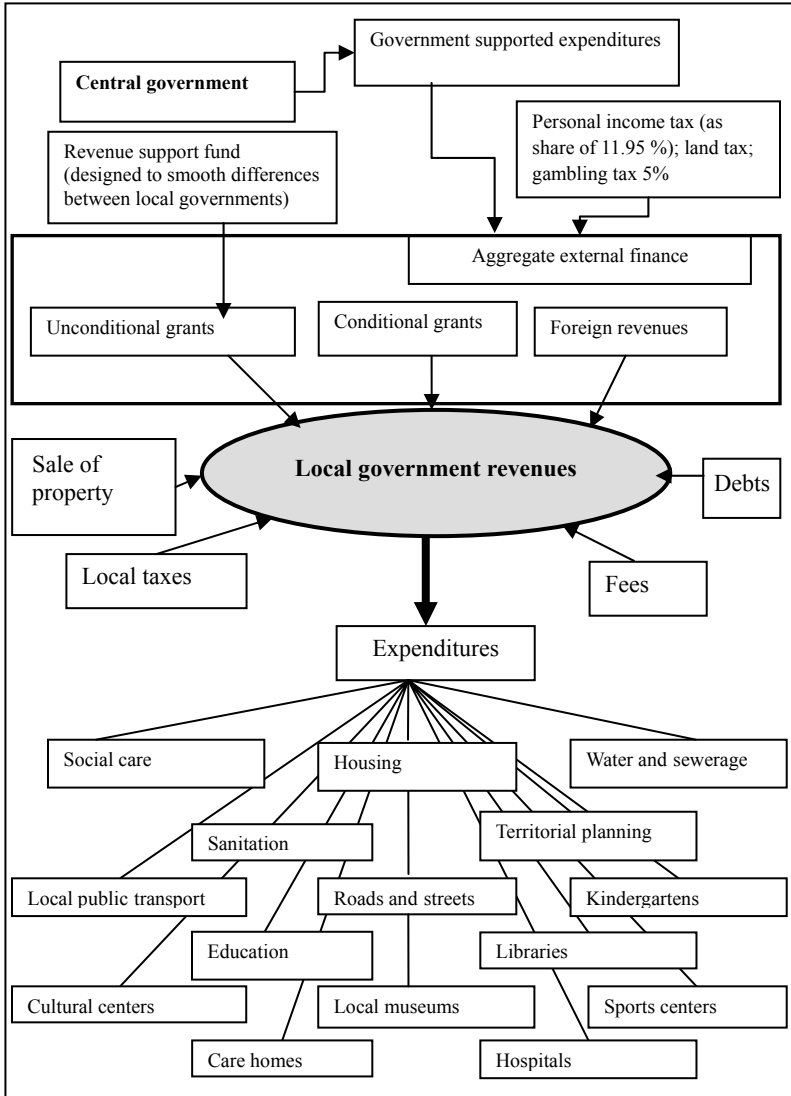 Government supported expenditures
Central government
Personal income tax (as
share of 11.95 %); land tax;
gambling tax 5%
Revenue support fund
(designed to smooth differences
between local governments)
Aggregate external finance
Unconditional grants
Conditional grants
Foreign revenues
Local government revenues
Sale of
property
Debts
Local taxes
Fees
Expenditures
Social care
Housing
Water and sewerage
Sanitation
Territorial planning
Local public transport
Roads and streets
Kindergartens
Education
Libraries
Cultural centers
Local museums
Sports centers
Care homes
Hospitals